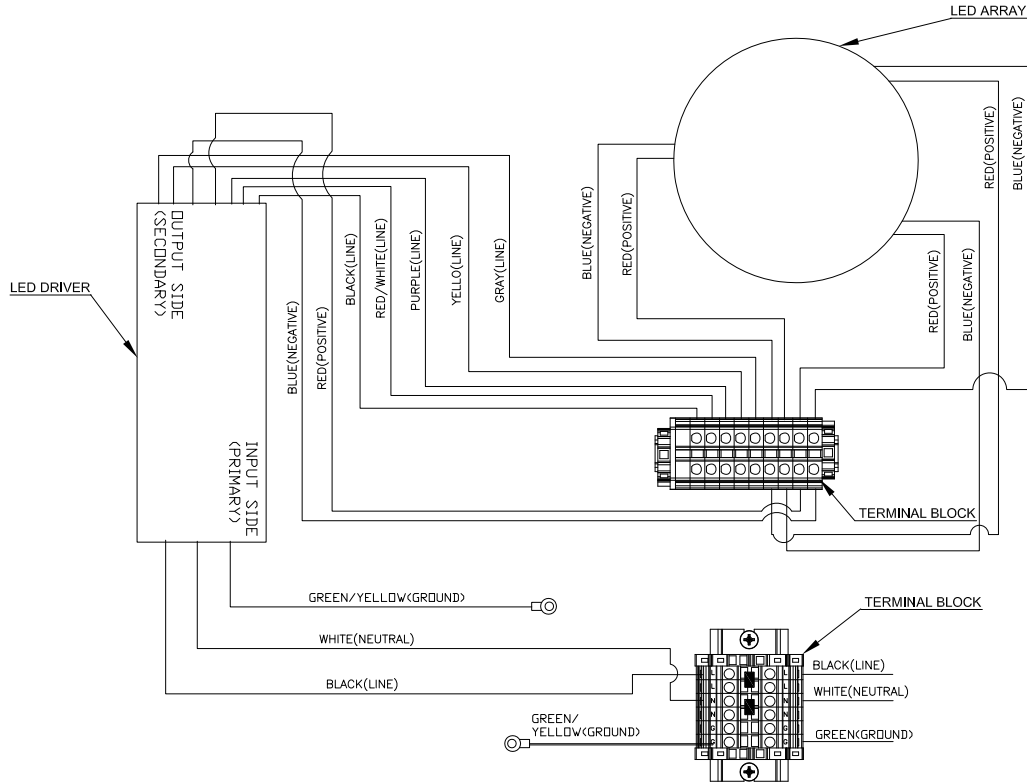 LED ARRAY
RED(POSITIVE)
BLUE(NEGATIVE)
OUTPUT SIDE
(SECONDARY)
LED DRIVER
BLACK(LINE)
RED/WHITE(LINE)
PURPLE(LINE)
YELLO(LINE)
GRAY(LINE)
BLUE(NEGATIVE)
RED(POSITIVE)
BLUE(NEGATIVE)
RED(POSITIVE)
RED(POSITIVE)
BLUE(NEGATIVE)
INPUT SIDE
(PRIMARY)
TERMINAL BLOCK
GREEN/YELLOW(GROUND)
TERMINAL BLOCK
WHITE(NEUTRAL)
BLACK(LINE)
BLACK(LINE)
WHITE(NEUTRAL)
GREEN/
YELLOW(GROUND)
GREEN(GROUND)
L
L
N
N
G
G